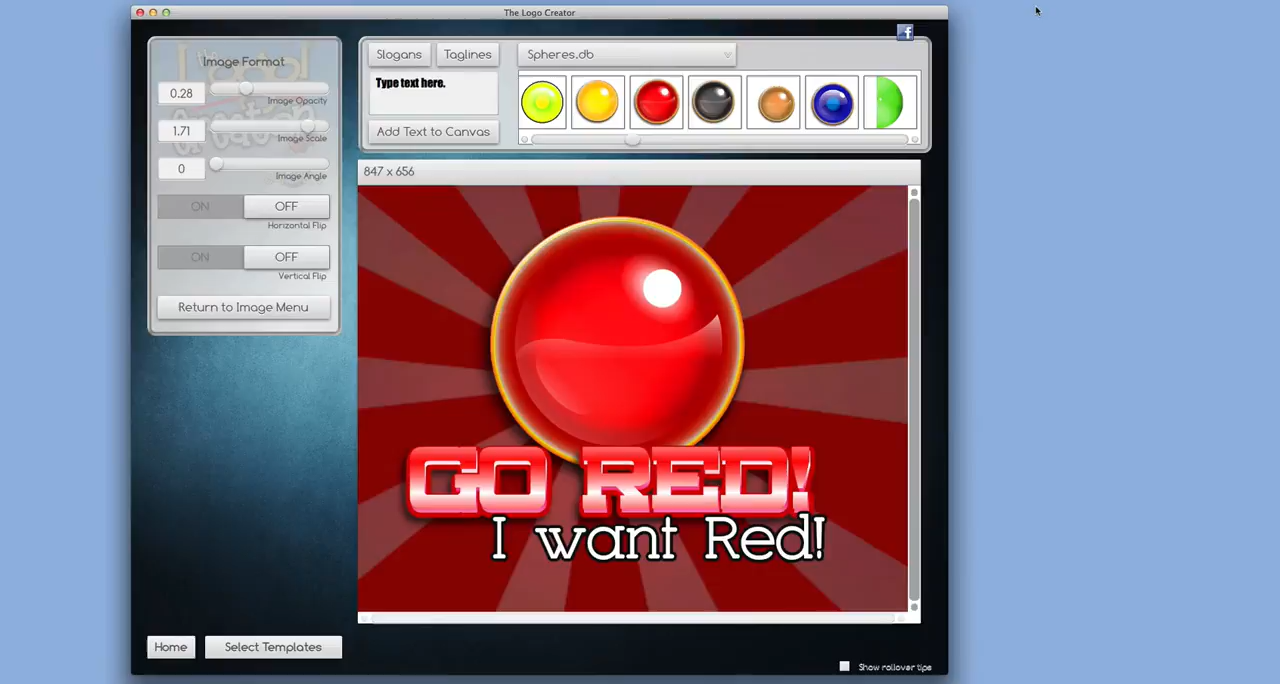 The Logo Creator
Image Format
0.28
Image Opacity
1.71
Image Scale
0
Image Angle
ON OFF
Horizontal Flip
ON OFF
Vertical Flip
Return to Image Menu
Slogans Taglines Spheres.db
Type text here.
Add Text to Canvas
847 x 656
GO RED!
I want Red!
Home Select Templates
Show rollover tips